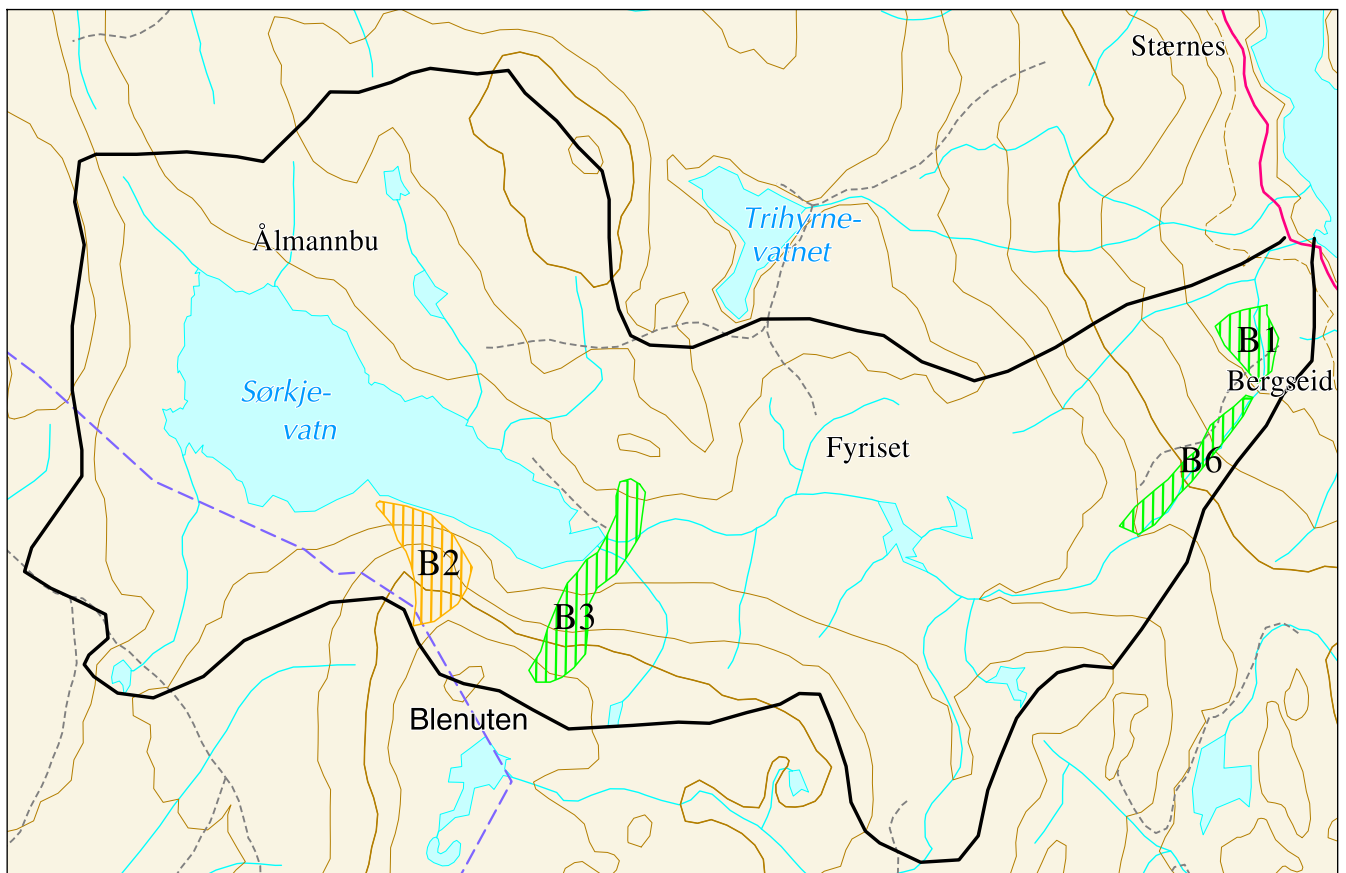 Stærnes
Trihyrne-
vatnet
Ålmannbu
B1
Bergseid
Sørkje-
vatn
Fyriset
B6
B2
B3
Blenuten